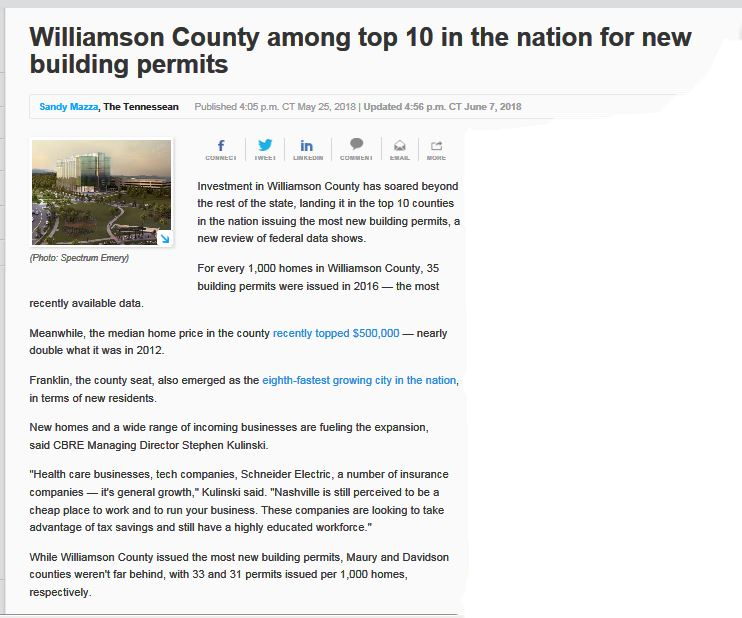 Williamson County among top 10 in the nation for new
building permits
Sandy Mazza, The Tennessean Published 4:05 p.m. CT May 25, 2018 | Updated 4:56 p.m. CT June 7, 2018
CONNECT TWEET LINKEDIN COMMENT EMAIL MORE
(Photo: Spectrum Emery)
Investment in Williamson County has soared beyond
the rest of the state, landing it in the top 10 counties
in the nation issuing the most new building permits, a
new review of federal data shows.
For every 1,000 homes in Williamson County, 35
building permits were issued in 2016 — the most
recently available data.
Meanwhile, the median home price in the county recently topped $500,000 — nearly
double what it was in 2012.
Franklin, the county seat, also emerged as the eighth-fastest growing city in the nation,
in terms of new residents.
New homes and a wide range of incoming businesses are fueling the expansion,
said CBRE Managing Director Stephen Kulinski.
"Health care businesses, tech companies, Schneider Electric, a number of insurance
companies — it's general growth," Kulinski said. "Nashville is still perceived to be a
cheap place to work and to run your business. These companies are looking to take
advantage of tax savings and still have a highly educated workforce."
While Williamson County issued the most new building permits, Maury and Davidson
counties weren't far behind, with 33 and 31 permits issued per 1,000 homes,
respectively.